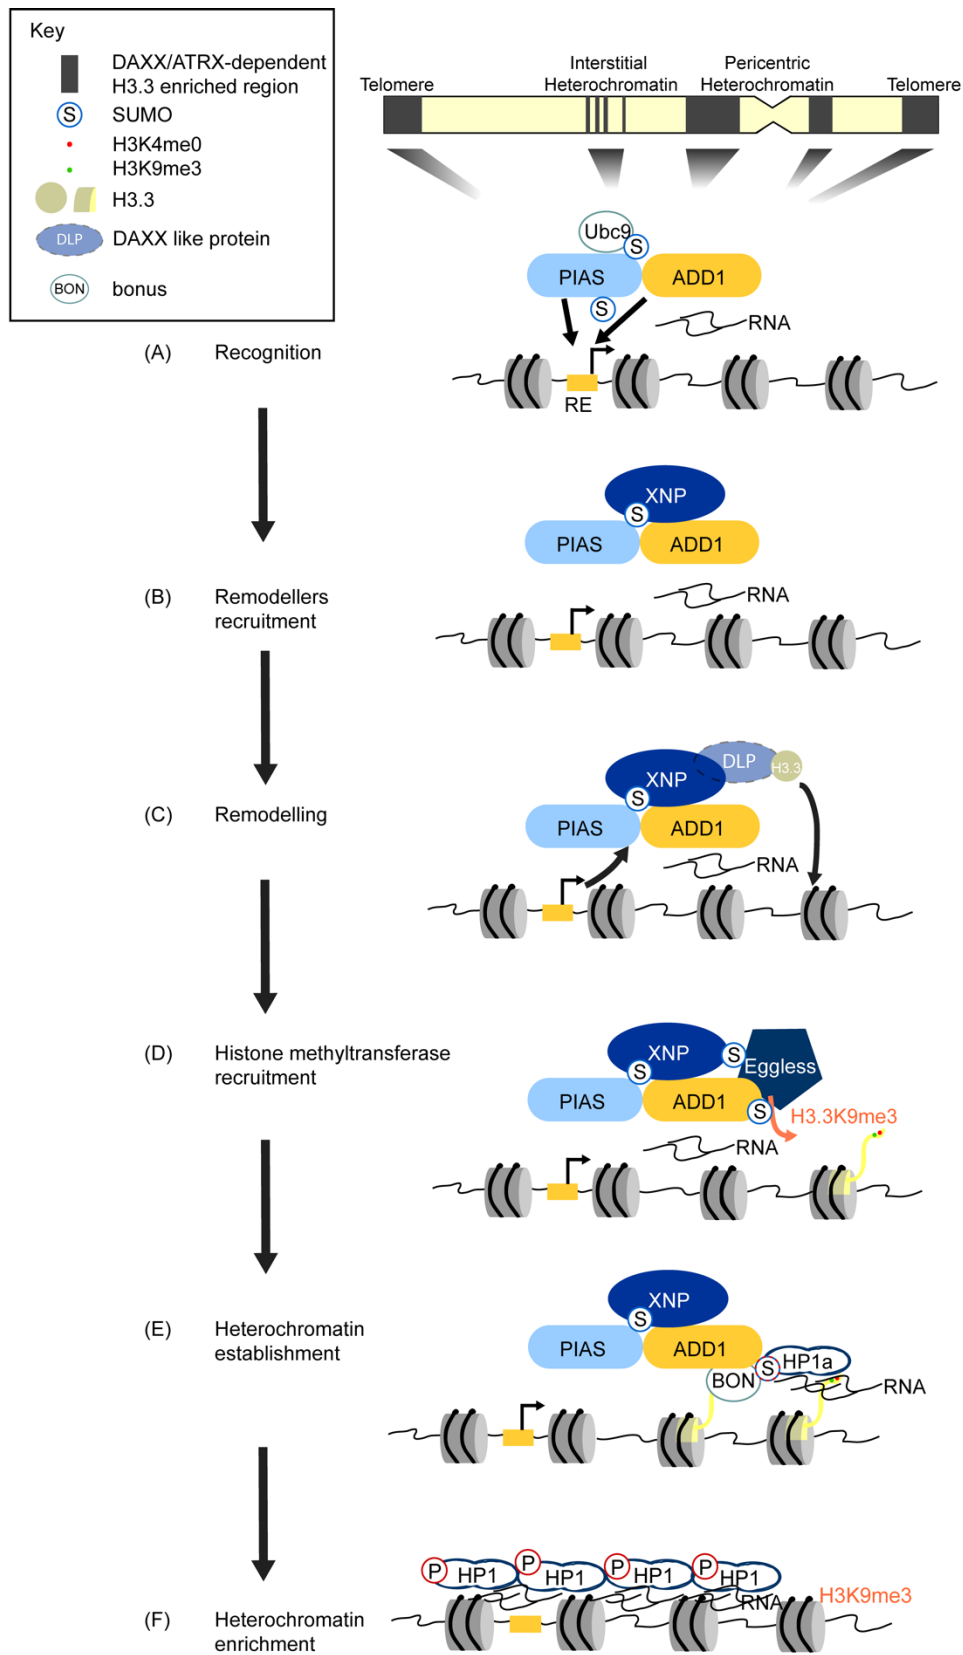 Key
DAXX/ATRX-dependent
H3.3 enriched region
S
SUMO
H3K4me0
H3K9me3
H3.3
DLP
DAXX like protein
BON
bonus
Interstitial
Heterochromatin
Pericentric
Heterochromatin
Telomere
Telomere
Ubc9
S
PIAS
ADD1
S
RNA
(A)
Recognition
RE
XNP
S
PIAS
ADD1
(B)
Remodellers
recruitment
RNA
DLP
H3.3
XNP
S
(C)
Remodelling
PIAS
ADD1
RNA
(D)
Histone methyltransferase
recruitment
XNP
S
Eggless
S
PIAS
ADD1
S
H3.3K9me3
RNA
XNP
S
(E)
Heterochromatin
establishment
PIAS
ADD1
S
HP1a
BON
RNA
P
HP1
P
HP1
P
HP1
P
HP1
RNA
H3K9me3
(F)
Heterochromatin
enrichment